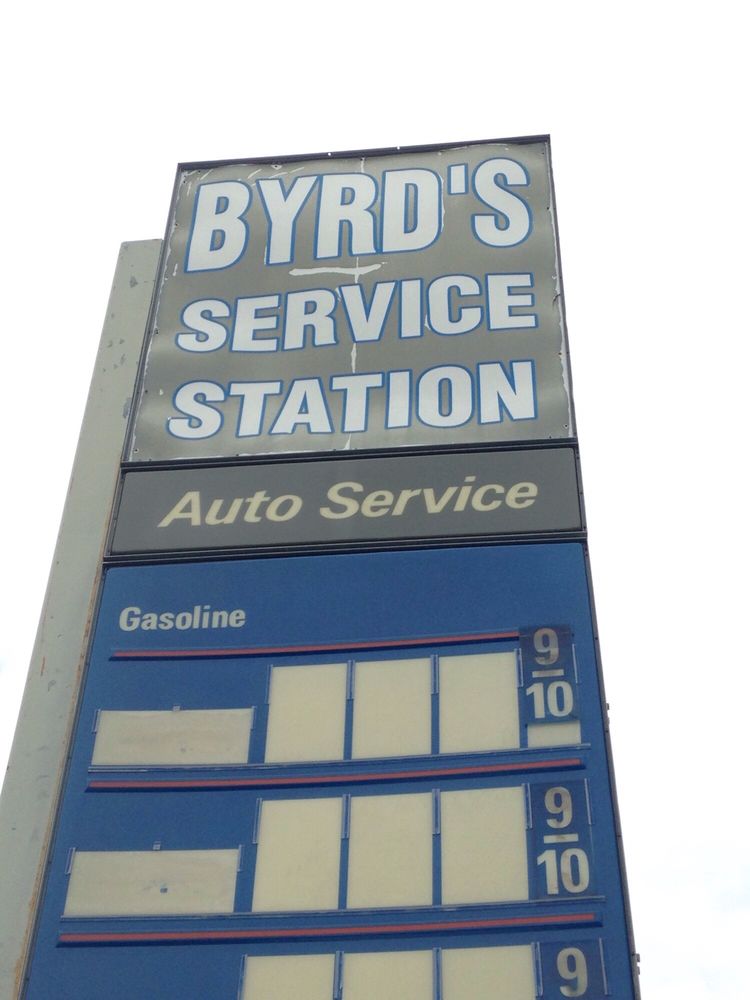 BYRD'S
SERVICE
STATION
Auto Service
Gasoline
9
10
9
10
9